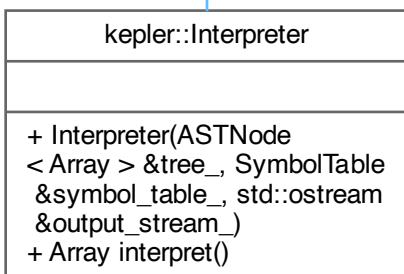 kepler::Interpreter
+ Interpreter(ASTNode
< Array > &tree_, SymbolTable
&symbol_table_, std::ostream
&output_stream_)
+ Array interpret()